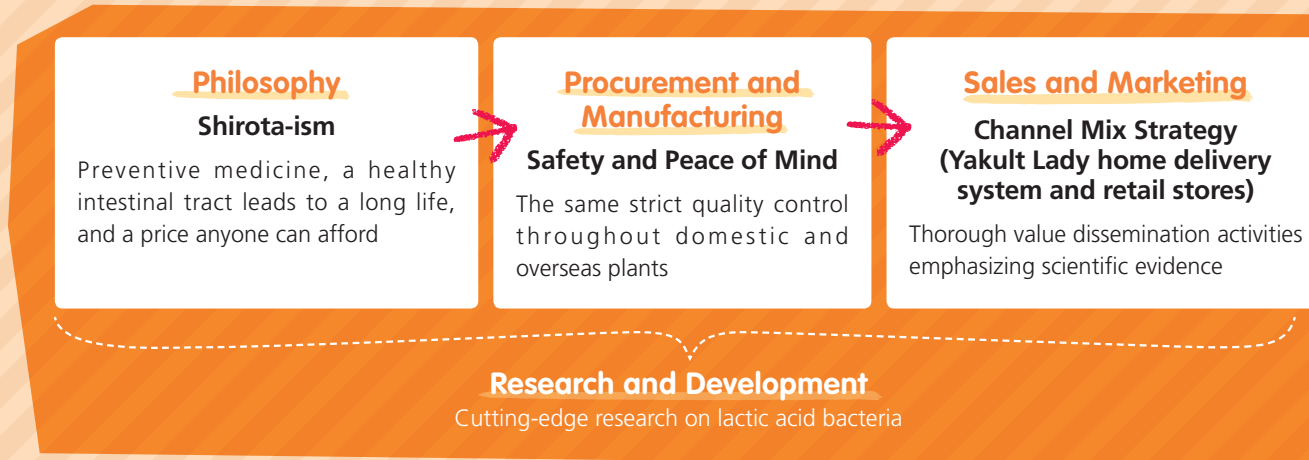 Philosophy
Shirota-ism
Preventive medicine, a healthy
intestinal tract leads to a long life,
and a price anyone can afford
Procurement and
Manufacturing
Safety and Peace of Mind
The same strict quality control
throughout domestic and
overseas plants
Sales and Marketing
Channel Mix Strategy
(Yakult Lady home delivery
system and retail stores)
Thorough value dissemination activities
emphasizing scientific evidence
Research and Development
Cutting-edge research on lactic acid bacteria